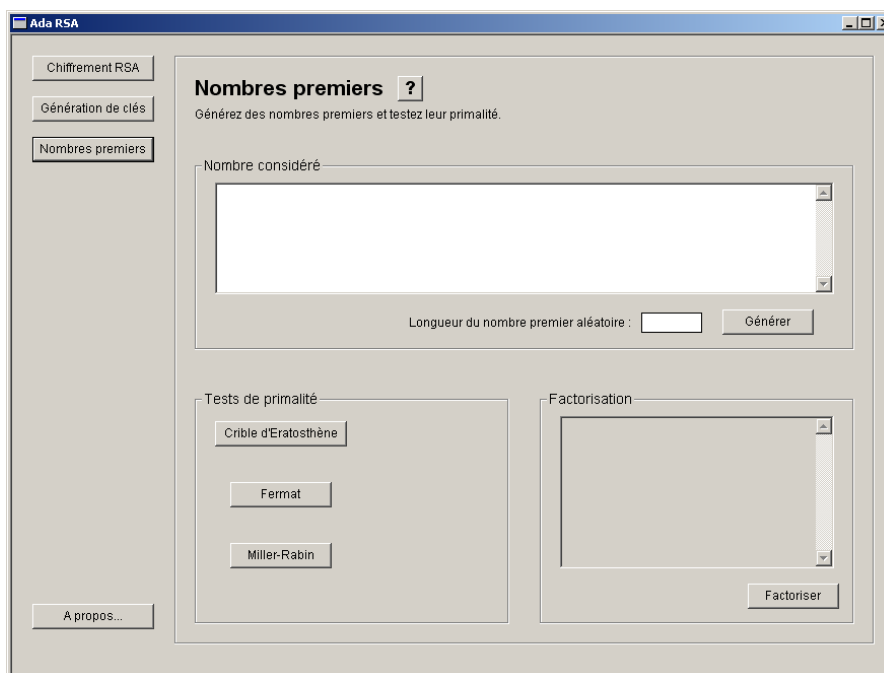 Ada RSA
Chiffrement RSA
Génération de clés
Nombres premiers
A propos...
Nombres premiers ?
Générez des nombres premiers et testez leur primalité.
Nombre considéré
Longueur du nombre premier aléatoire :
Générer
Tests de primalité
Crible d'Eratosthène
Fermat
Miller-Rabin
Factorisation
Factoriser